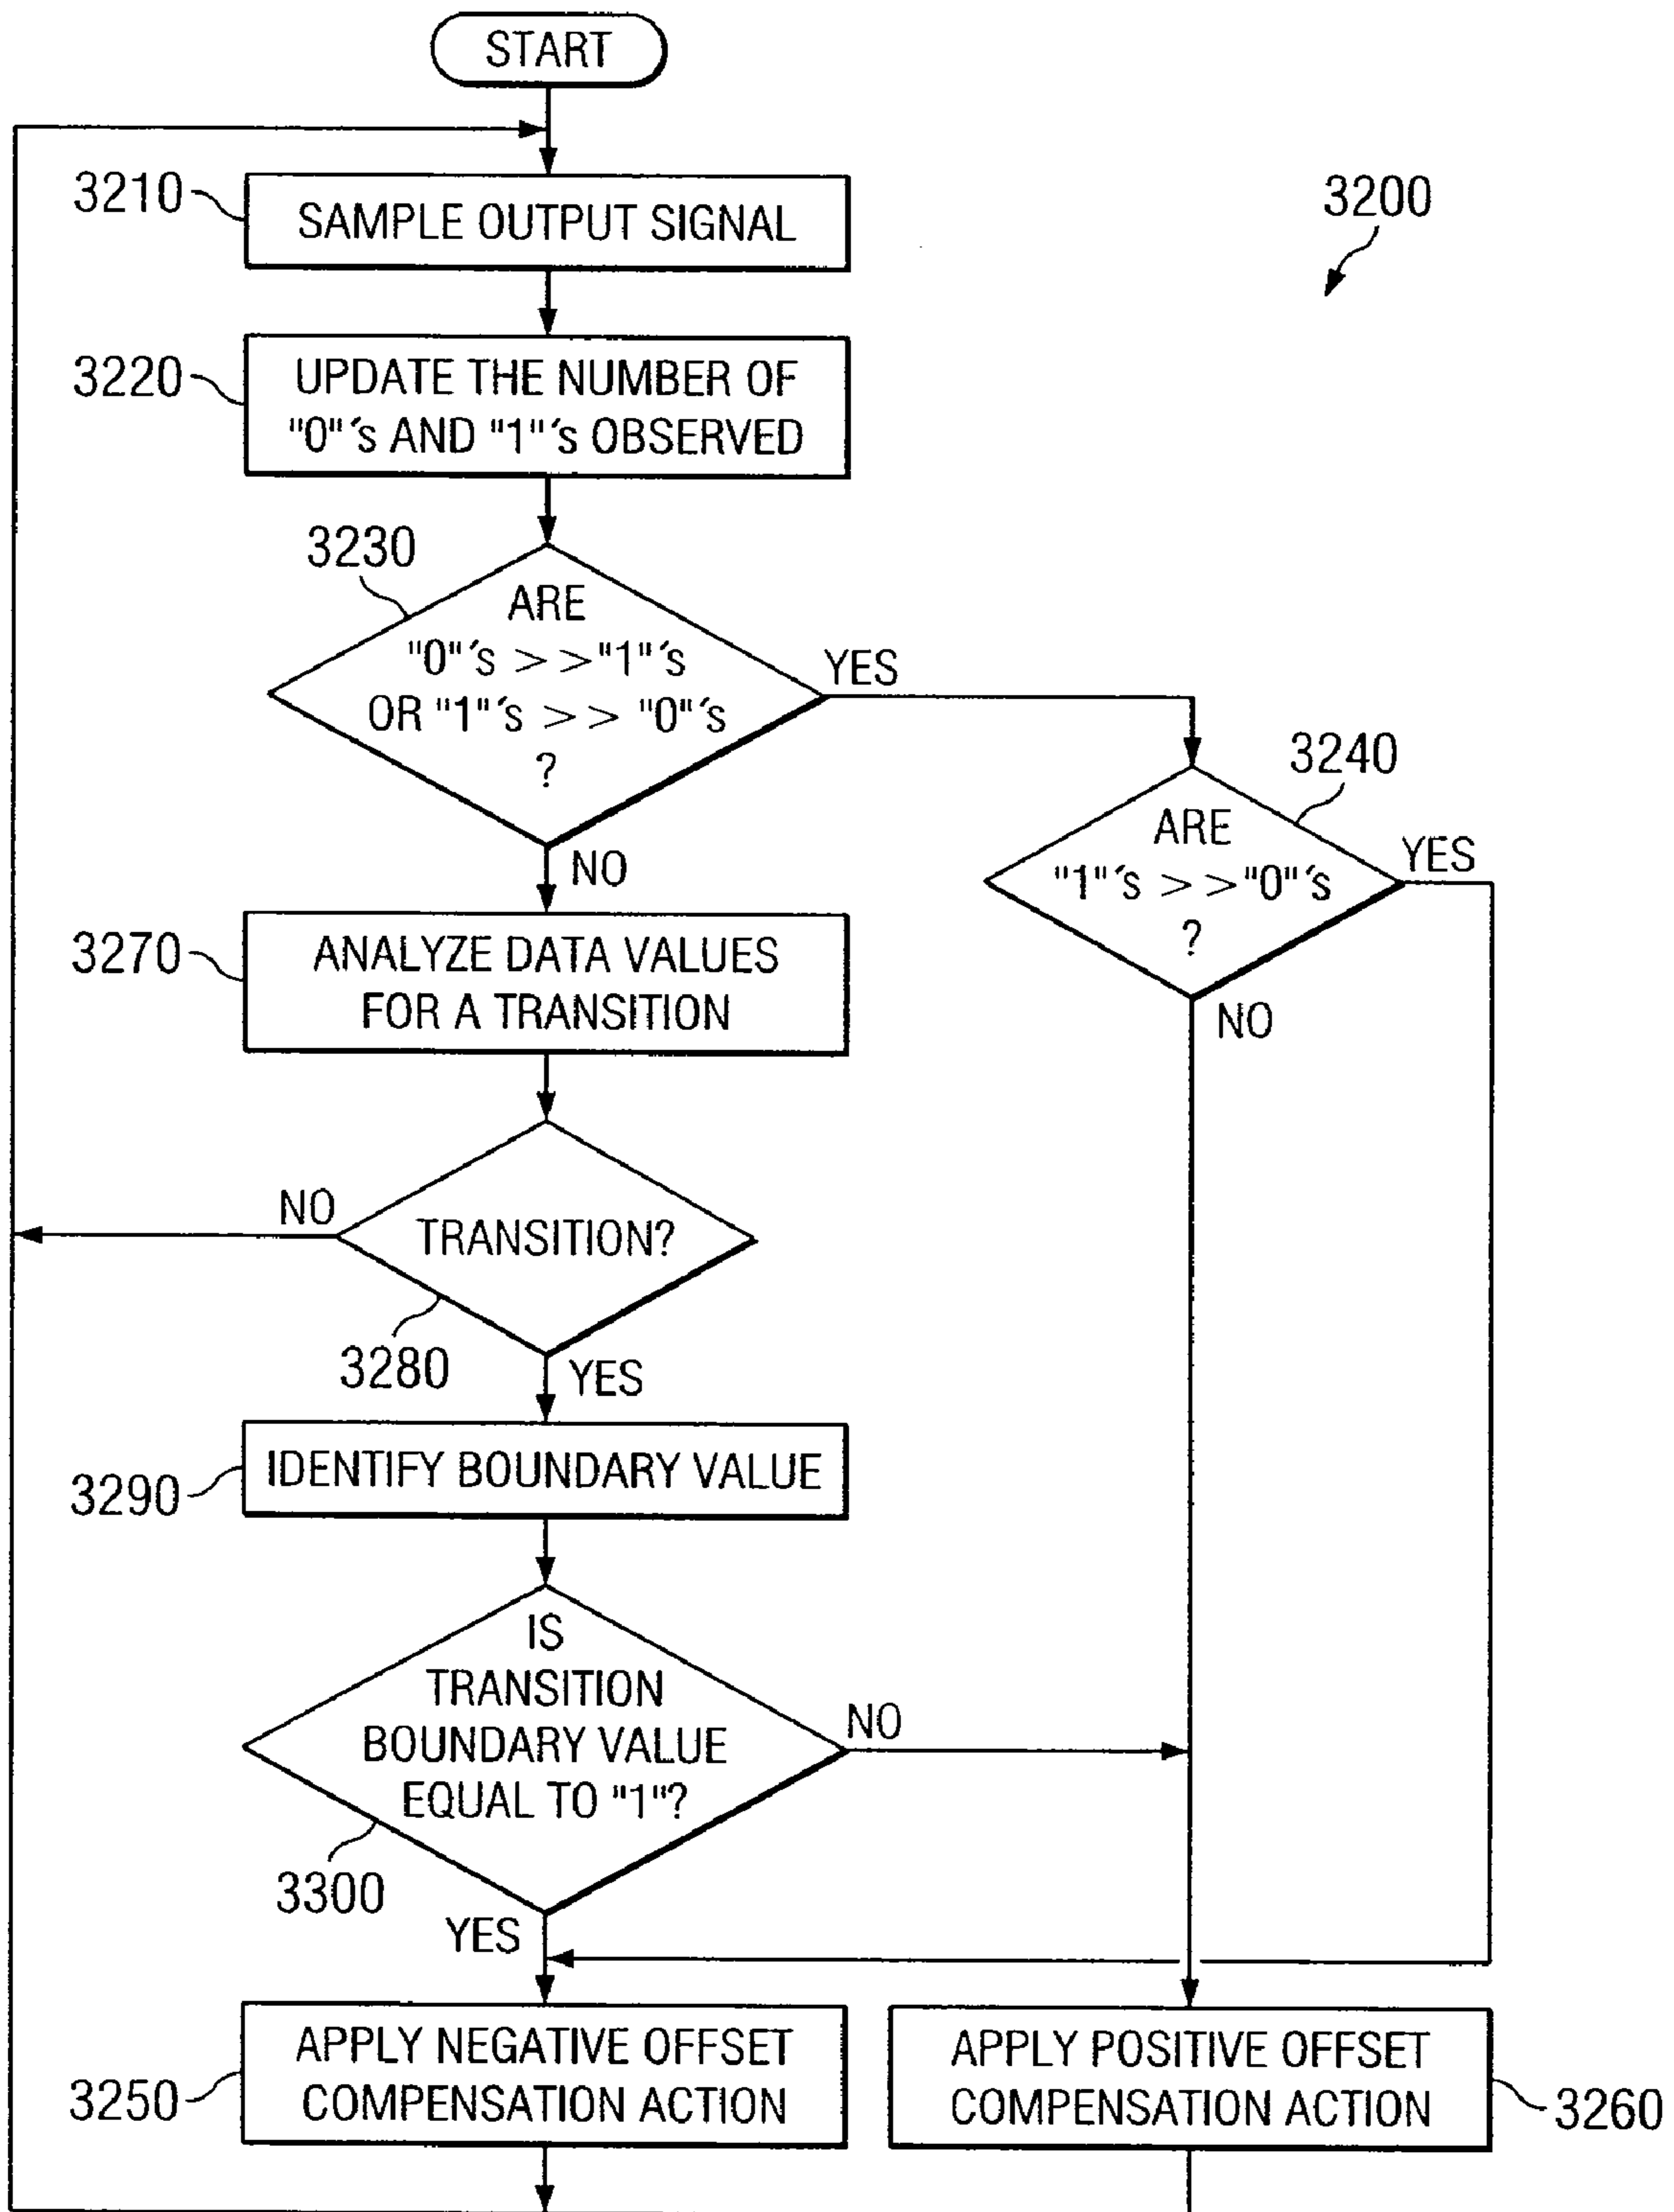 START
3200
3210
SAMPLE OUTPUT SIGNAL
3220
UPDATE THE NUMBER OF
"0"'s AND "1"'s OBSERVED
3230
ARE
"0"'s >>"1"'s
OR "1"'s >> "0"'s
?
YES
NO
3240
ARE
"1"'s >>"0"'s
?
YES
NO
3270
ANALYZE DATA VALUES
FOR A TRANSITION
NO
TRANSITION?
3280
YES
3290
IDENTIFY BOUNDARY VALUE
IS
TRANSITION
BOUNDARY VALUE
EQUAL TO "1"?
NO
3300
YES
3250
APPLY NEGATIVE OFFSET
COMPENSATION ACTION
APPLY POSITIVE OFFSET
COMPENSATION ACTION
3260